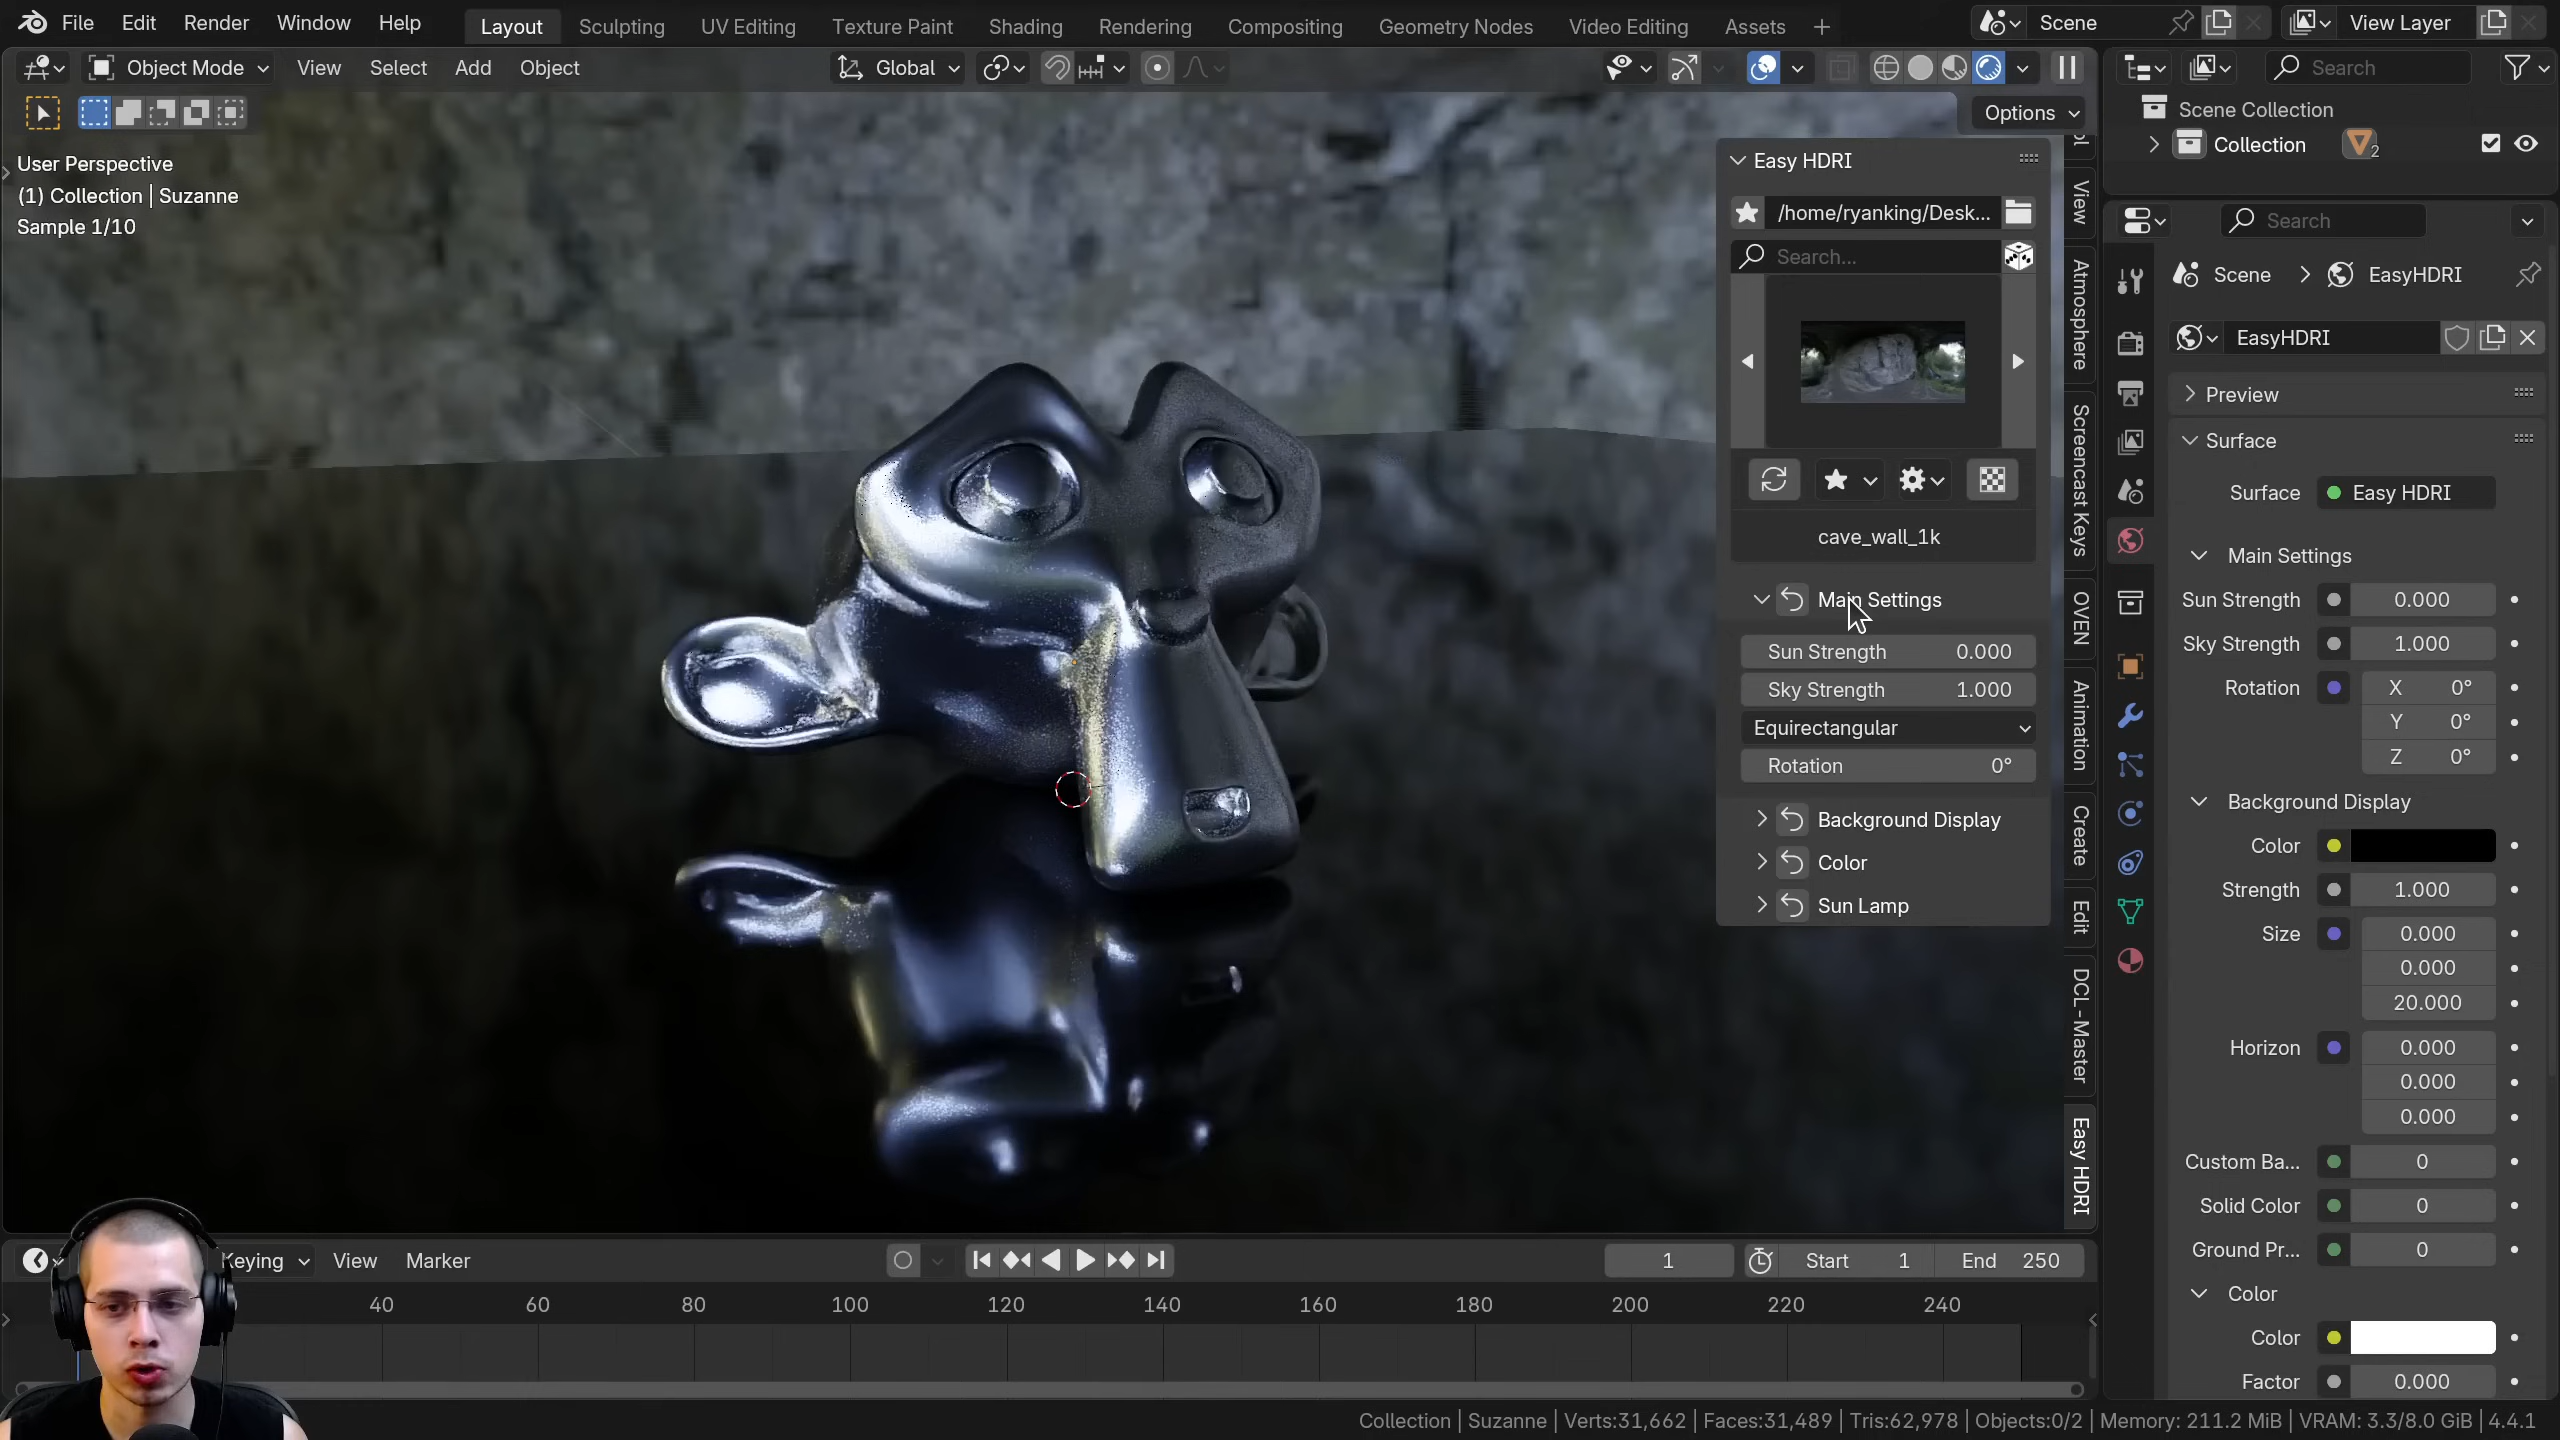 File Edit Render Window Help Layout Sculpting UV Editing Texture Paint Shading Rendering Compositing Geometry Nodes Video Editing Assets + Scene View Layer
Object Mode View Select Add Object Global Search
Options
User Perspective
(1) Collection | Suzanne
Sample 1/10
Easy HDRI
/home/ryanking/Desk...
Search...
cave_wall_1k
Main Settings
Sun Strength 0.000
Sky Strength 1.000
Equirectangular
Rotation 0°
Background Display
Color
Sun Lamp
View
Atmosphere
Screencast Keys
OVEN
Animation
Create
Edit
DCL-Master
Easy HDRI
Scene Collection
Collection 2
Search
Scene > EasyHDRI
EasyHDRI
Preview
Surface
Surface Easy HDRI
Main Settings
Sun Strength 0.000
Sky Strength 1.000
Rotation X 0°
Y 0°
Z 0°
Background Display
Color
Strength 1.000
Size 0.000
0.000
20.000
Horizon 0.000
0.000
0.000
Custom Ba... 0
Solid Color 0
Ground Pr... 0
Color
Color
Factor 0.000
Keying View Marker 1 Start 1 End 250
40 60 80 100 120 140 160 180 200 220 240
Collection | Suzanne | Verts:31,662 | Faces:31,489 | Tris:62,978 | Objects:0/2 | Memory: 211.2 MiB | VRAM: 3.3/8.0 GiB | 4.4.1